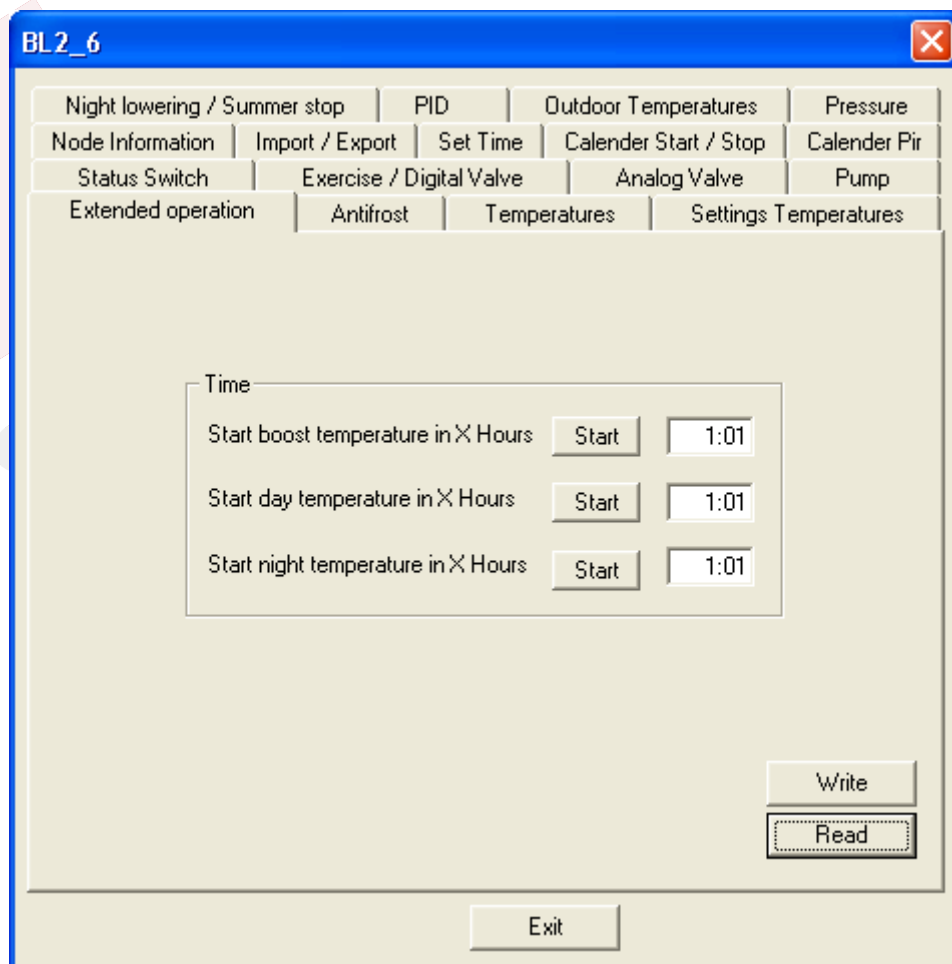 BL2_6
Night lowering / Summer stop PID Outdoor Temperatures Pressure
Node Information Import / Export Set Time Calender Start / Stop Calender Pir
Status Switch Exercise / Digital Valve Analog Valve Pump
Extended operation Antifrost Temperatures Settings Temperatures
Time
Start boost temperature in X Hours Start 1:01
Start day temperature in X Hours Start 1:01
Start night temperature in X Hours Start 1:01
Write
Read
Exit